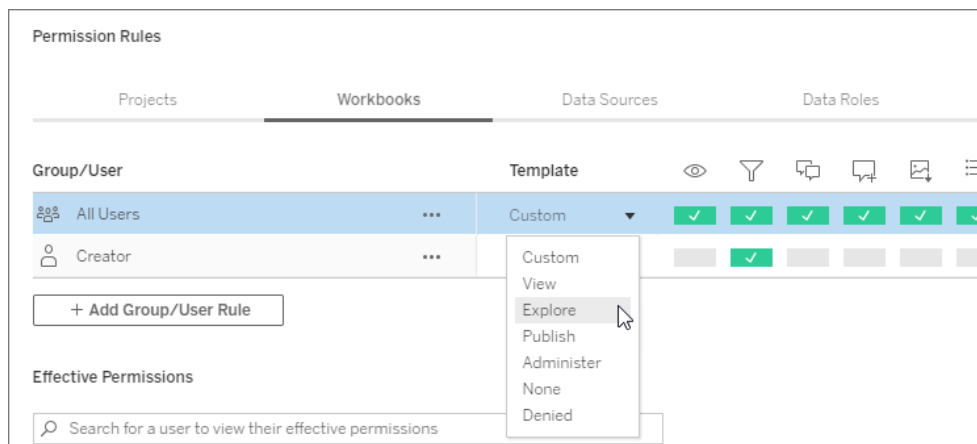 Permission Rules
Projects Workbooks Data Sources Data Roles
Group/User Template
All Users ••• Custom
Creator •••
Custom
View
Explore
+ Add Group/User Rule
Publish
Administer
Effective Permissions
None
Denied
Search for a user to view their effective permissions